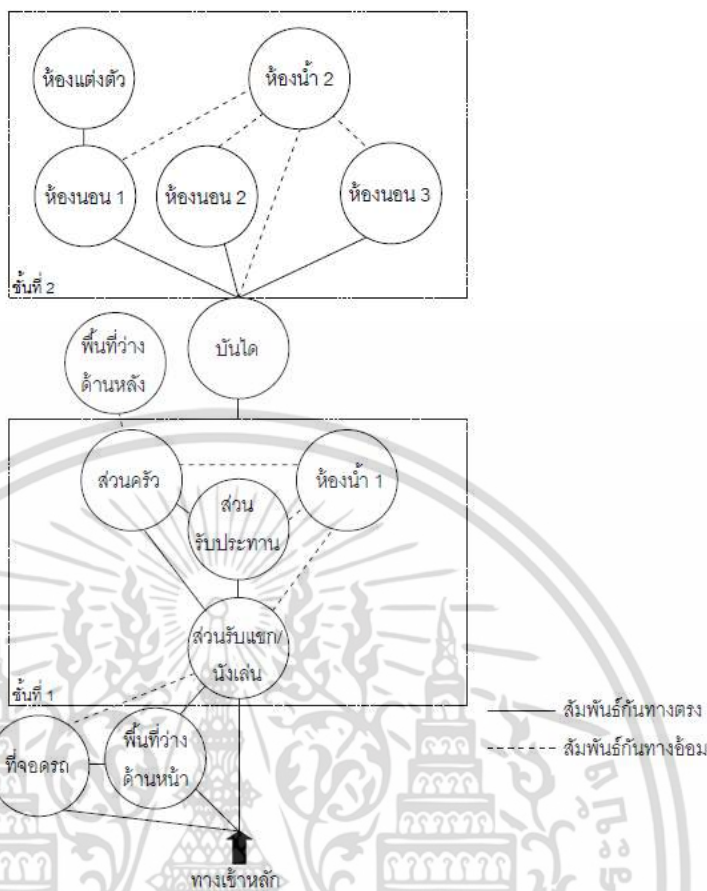 ห้องแต่งตัว
ห้องน้ำ 2
ห้องนอน 1
ห้องนอน 2
ห้องนอน 3
ชั้นที่ 2
พื้นที่ว่าง
ด้านหลัง
บันได
ส่วนครัว
ส่วน
รับประทาน
ห้องน้ำ 1
ส่วนรับแขก/
นั่งเล่น
ชั้นที่ 1
ที่จอดรถ
พื้นที่ว่าง
ด้านหน้า
สัมพันธ์กันทางตรง
สัมพันธ์กันทางอ้อม
ทางเข้าหลัก